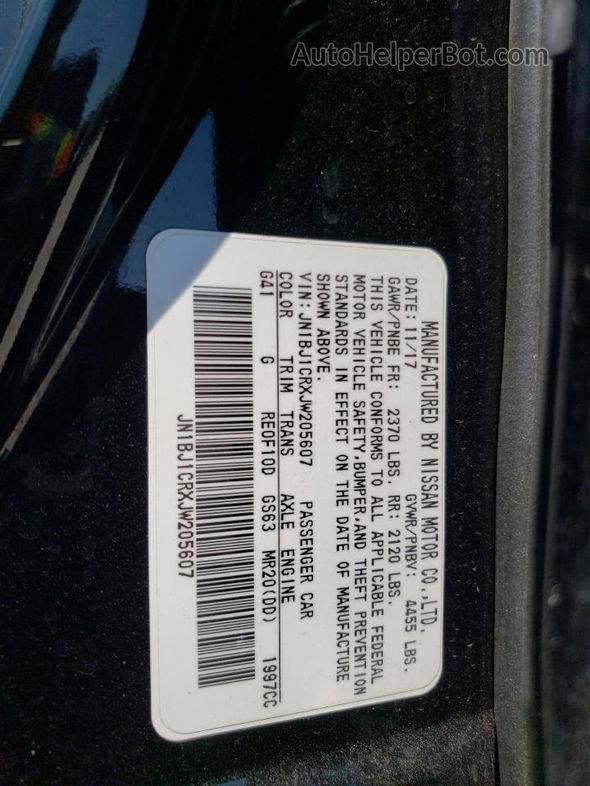 AutoHelperBot.com
MANUFACTURED BY NISSAN MOTOR CO.,LTD.
DATE: 11/17 GVWR/PNBV: 4455 LBS.
GAWR/PNBE FR: 2370 LBS. RR: 2120 LBS.
THIS VEHICLE CONFORMS TO ALL APPLICABLE FEDERAL
MOTOR VEHICLE SAFETY,BUMPER,AND THEFT PREVENTION
STANDARDS IN EFFECT ON THE DATE OF MANUFACTURE
SHOWN ABOVE.
VIN:JN1BJ1CRXJW205607 PASSENGER CAR
COLOR TRIM TRANS AXLE ENGINE
G41 G RE0F10D GS63 MR20(DD) 1997CC
JN1BJ1CRXJW205607